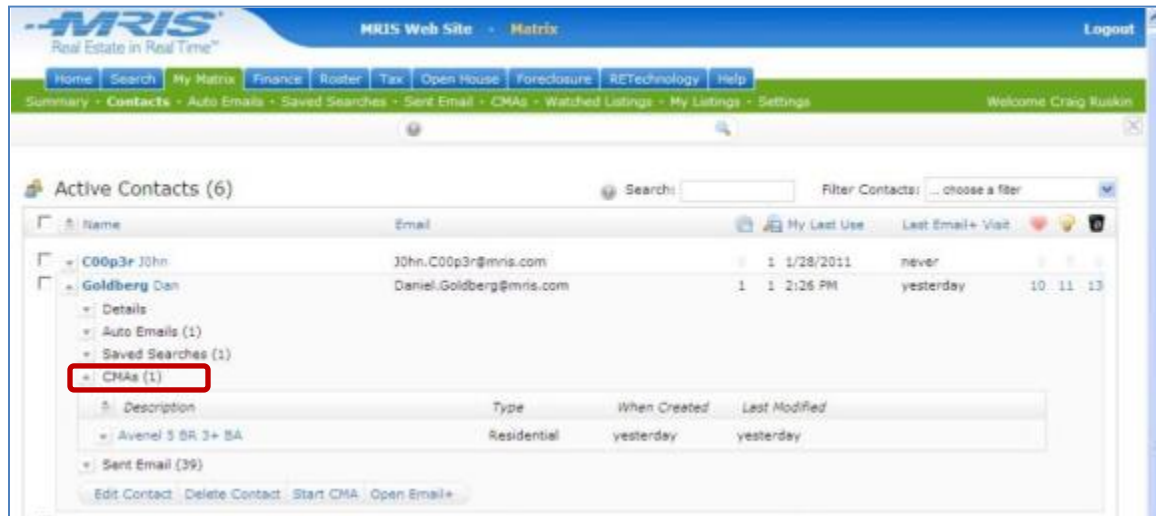 MRIS
Real Estate in Real Time™
MRIS Web Site - Matrix
Logout
Home Search My Matrix Finance Roster Tax Open House Foreclosure RETechnology Help
Summary · Contacts · Auto Emails · Saved Searches · Sent Email · CMAs · Watched Listings · My Listings · Settings
Welcome Craig Ruskin
Active Contacts (6)
Search:
Filter Contacts: ... choose a filter
Name Email My Last Use Last Email+ Visit
C00p3r J0hn J0hn.C00p3r@mris.com 1 1/28/2011 never
Goldberg Dan Daniel.Goldberg@mris.com 1 1 2:26 PM yesterday 10 11 13
Details
Auto Emails (1)
Saved Searches (1)
CMAs (1)
Description Type When Created Last Modified
Avenel 5 BR 3+ BA Residential yesterday yesterday
Sent Email (39)
Edit Contact Delete Contact Start CMA Open Email+